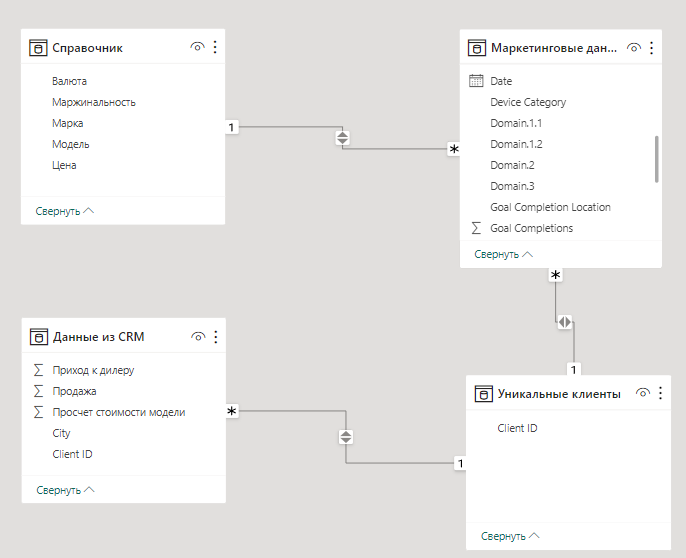 Справочник
Валюта
Маржинальность
Марка
Модель
Цена
Свернуть
1
*
Маркетинговые дан...
Date
Device Category
Domain.1.1
Domain.1.2
Domain.2
Domain.3
Goal Completion Location
Goal Completions
Свернуть
*
1
Данные из CRM
Приход к дилеру
Продажа
Просчет стоимости модели
City
Client ID
Свернуть
*
1
Уникальные клиенты
Client ID
Свернуть